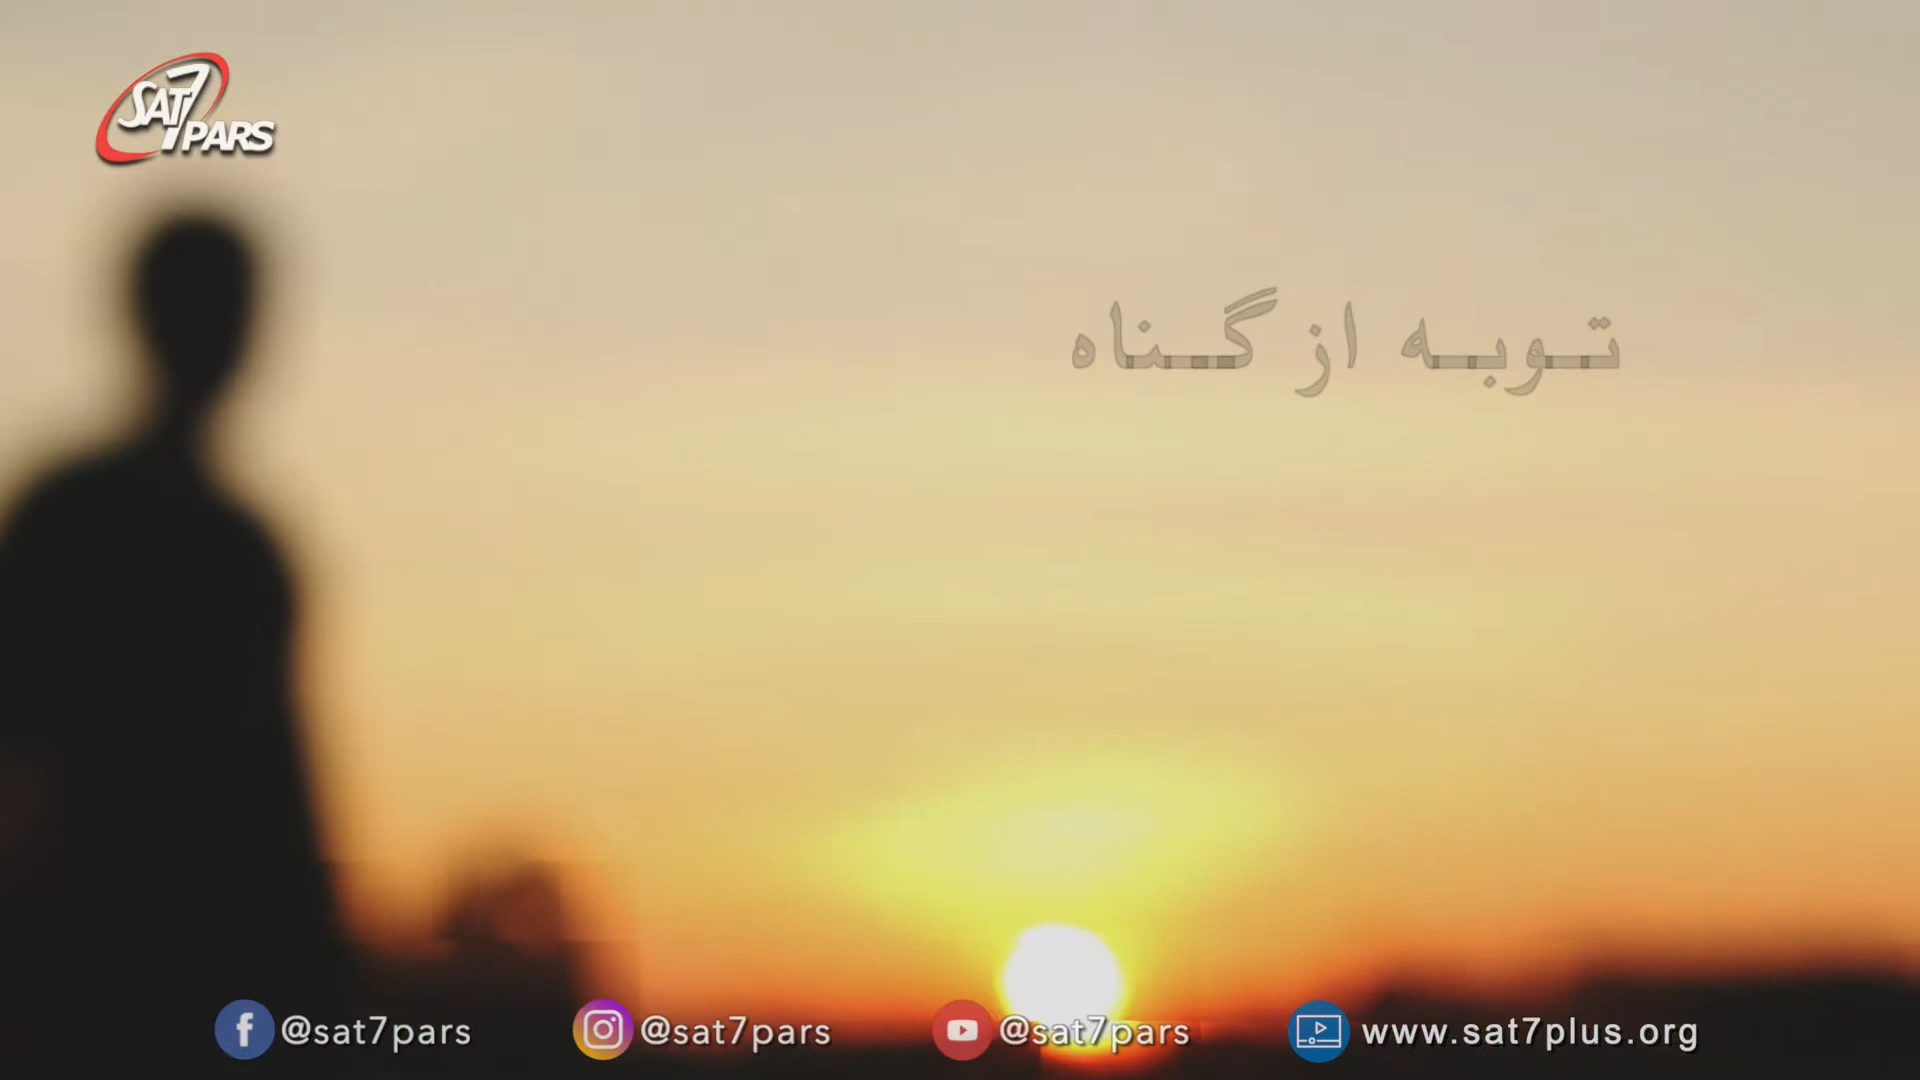 SAT7
PARS
توبه از گناه
@sat7pars @sat7pars @sat7pars www.sat7plus.org